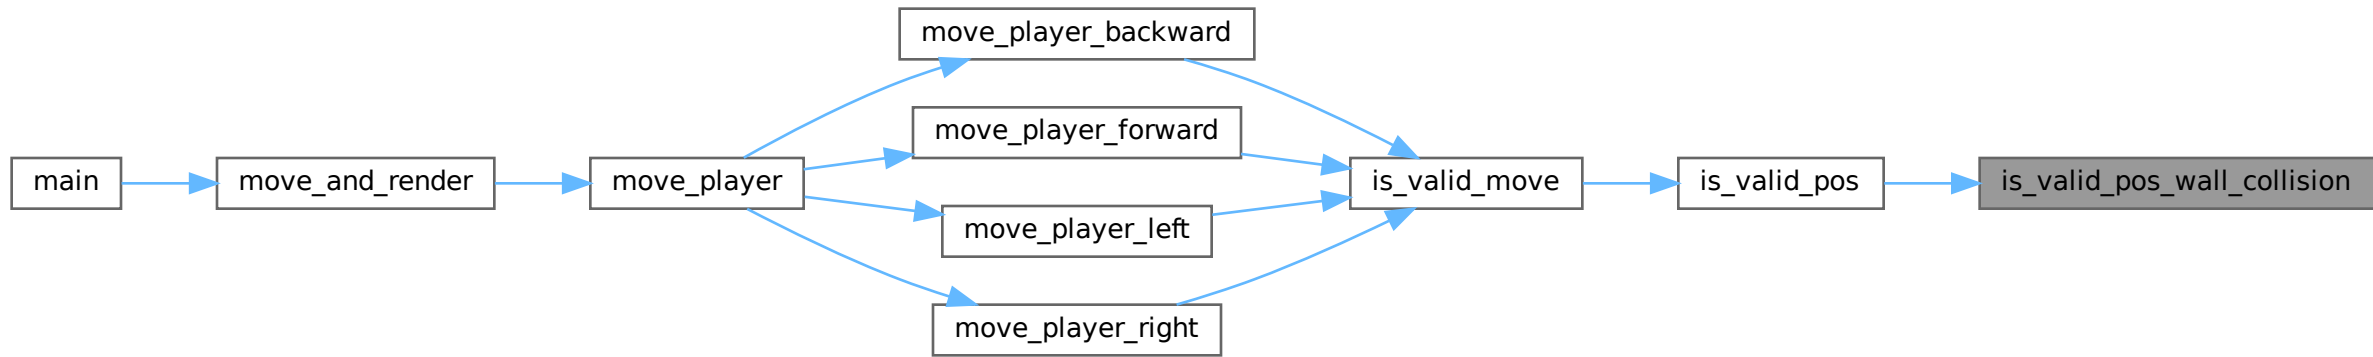 main
move_and_render
move_player
move_player_backward
move_player_forward
move_player_left
move_player_right
is_valid_move
is_valid_pos
is_valid_pos_wall_collision